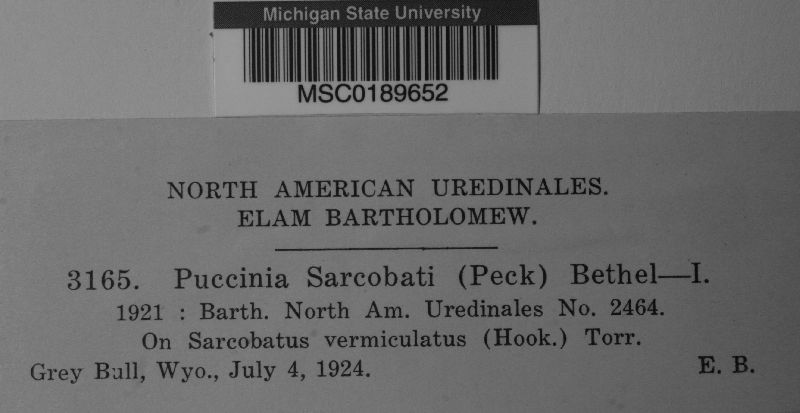 Michigan State University
MSC0189652
NORTH AMERICAN UREDINALES.
ELAM BARTHOLOMEW.
3165. Puccinia Sarcobati (Peck) Bethel—I.
1921 : Barth. North Am. Uredinales No. 2464.
On Sarcobatus vermiculatus (Hook.) Torr.
Grey Bull, Wyo., July 4, 1924. E. B.